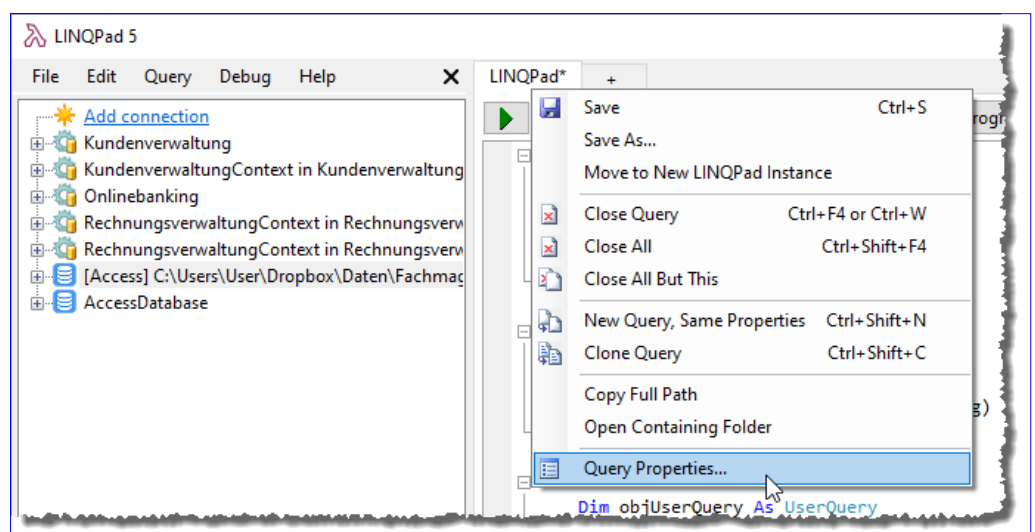 LINQPad 5
File Edit Query Debug Help X
LINQPad* +
Add connection
Kundenverwaltung
KundenverwaltungContext in Kundenverwaltung
Onlinebanking
RechnungsverwaltungContext in Rechnungsverw
RechnungsverwaltungContext in Rechnungsverw
[Access] C:\Users\User\Dropbox\Daten\Fachmag
AccessDatabase
Save Ctrl+S
Save As...
Move to New LINQPad Instance
Close Query Ctrl+F4 or Ctrl+W
Close All Ctrl+Shift+F4
Close All But This
New Query, Same Properties Ctrl+Shift+N
Clone Query Ctrl+Shift+C
Copy Full Path
Open Containing Folder
Query Properties...
Dim objUserQuery As UserQuery